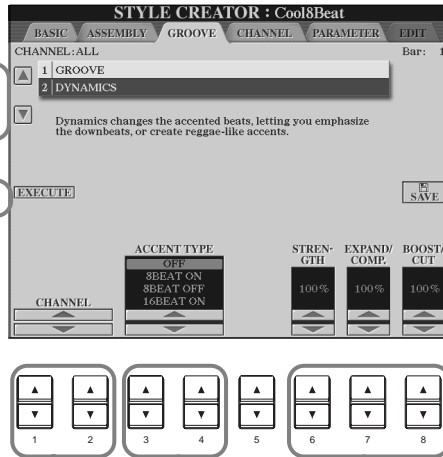 STYLE CREATOR : Cool8Beat
BASIC ASSEMBLY GROOVE CHANNEL PARAMETER EDIT
CHANNEL:ALL Bar: 1
1 GROOVE
2 DYNAMICS
Dynamics changes the accented beats, letting you emphasize
the downbeats, or create reggae-like accents.
EXECUTE
SAVE
CHANNEL
ACCENT TYPE
OFF
8BEAT ON
8BEAT OFF
16BEAT ON
STREN-
GTH
100%
EXPAND/
COMP.
100%
BOOST/
CUT
100%
1 2 3 4 5 6 7 8